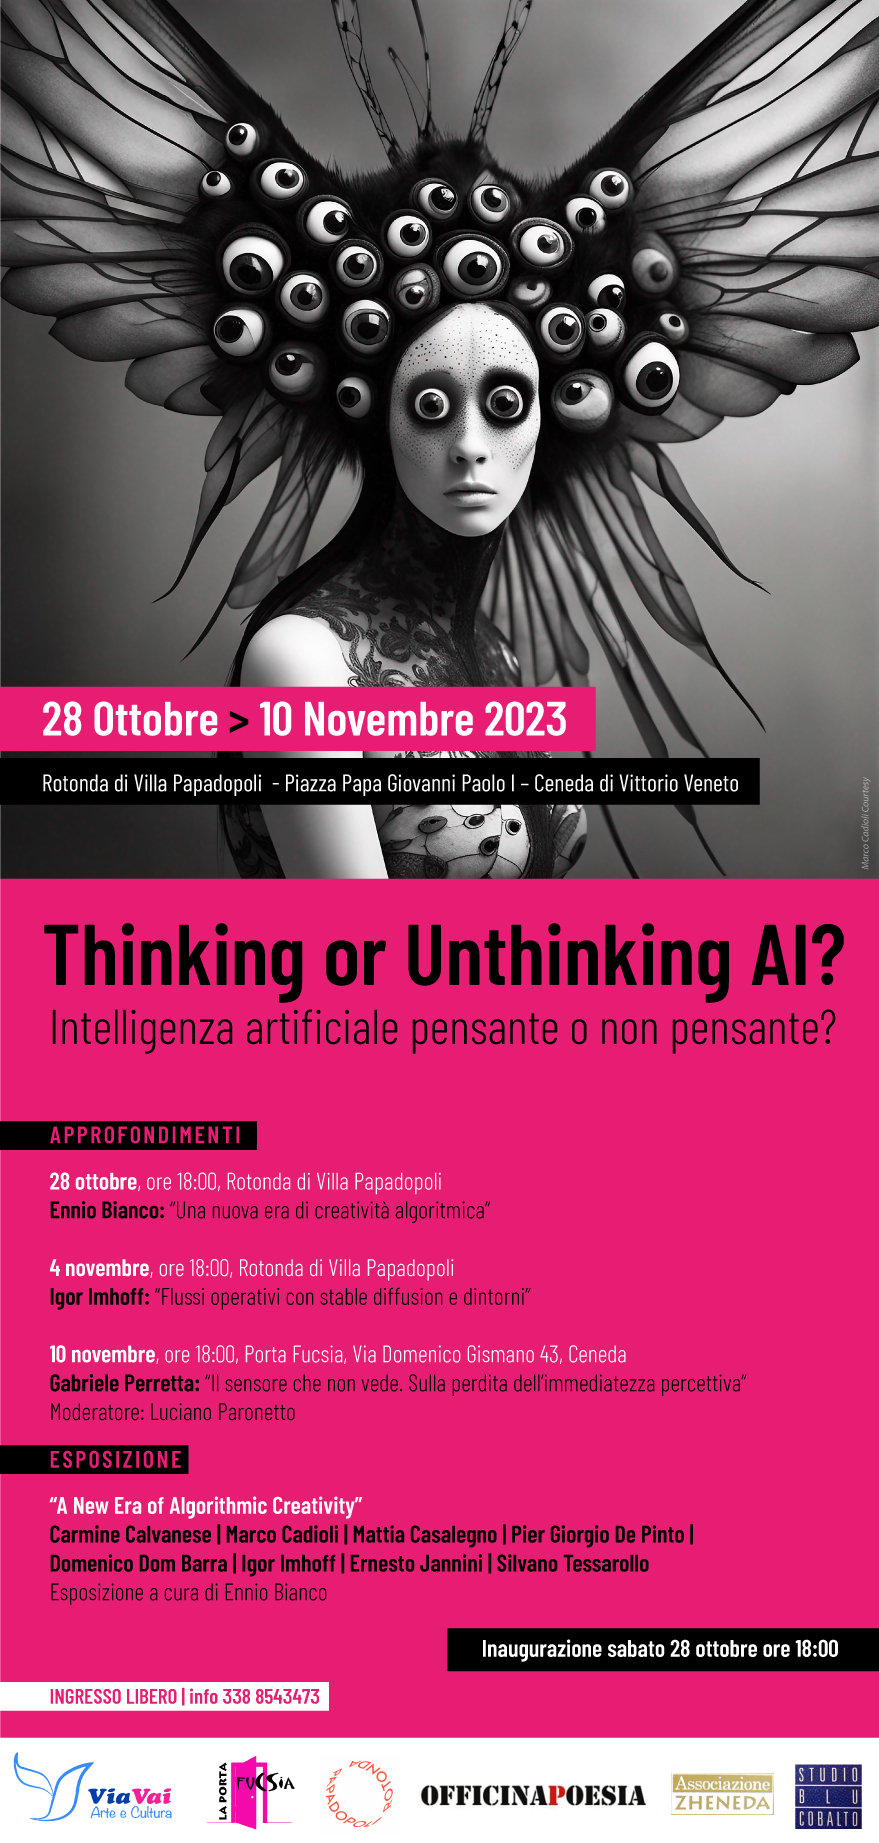 28 Ottobre > 10 Novembre 2023
Rotonda di Villa Papadopoli - Piazza Papa Giovanni Paolo I – Ceneda di Vittorio Veneto
Marco Cadioli Courtesy
Thinking or Unthinking AI?
Intelligenza artificiale pensante o non pensante?
APPROFONDIMENTI
28 ottobre, ore 18:00, Rotonda di Villa Papadopoli
Ennio Bianco: “Una nuova era di creatività algoritmica”
4 novembre, ore 18:00, Rotonda di Villa Papadopoli
Igor Imhoff: “Flussi operativi con stable diffusion e dintorni”
10 novembre, ore 18:00, Porta Fucsia, Via Domenico Gismano 43, Ceneda
Gabriele Perretta: “Il sensore che non vede. Sulla perdita dell’immediatezza percettiva”
Moderatore: Luciano Paronetto
ESPOSIZIONE
“A New Era of Algorithmic Creativity”
Carmine Calvanese | Marco Cadioli | Mattia Casalegno | Pier Giorgio De Pinto |
Domenico Dom Barra | Igor Imhoff | Ernesto Jannini | Silvano Tessarollo
Esposizione a cura di Ennio Bianco
Inaugurazione sabato 28 ottobre ore 18:00
INGRESSO LIBERO | info 338 8543473
ViaVai
Arte e Cultura
LA PORTA
FUCSiA
ROTONDA
PAPADOPOLI
OFFICINAPOESIA
Associazione
ZHENEDA
STUDIO
BLU
COBALTO